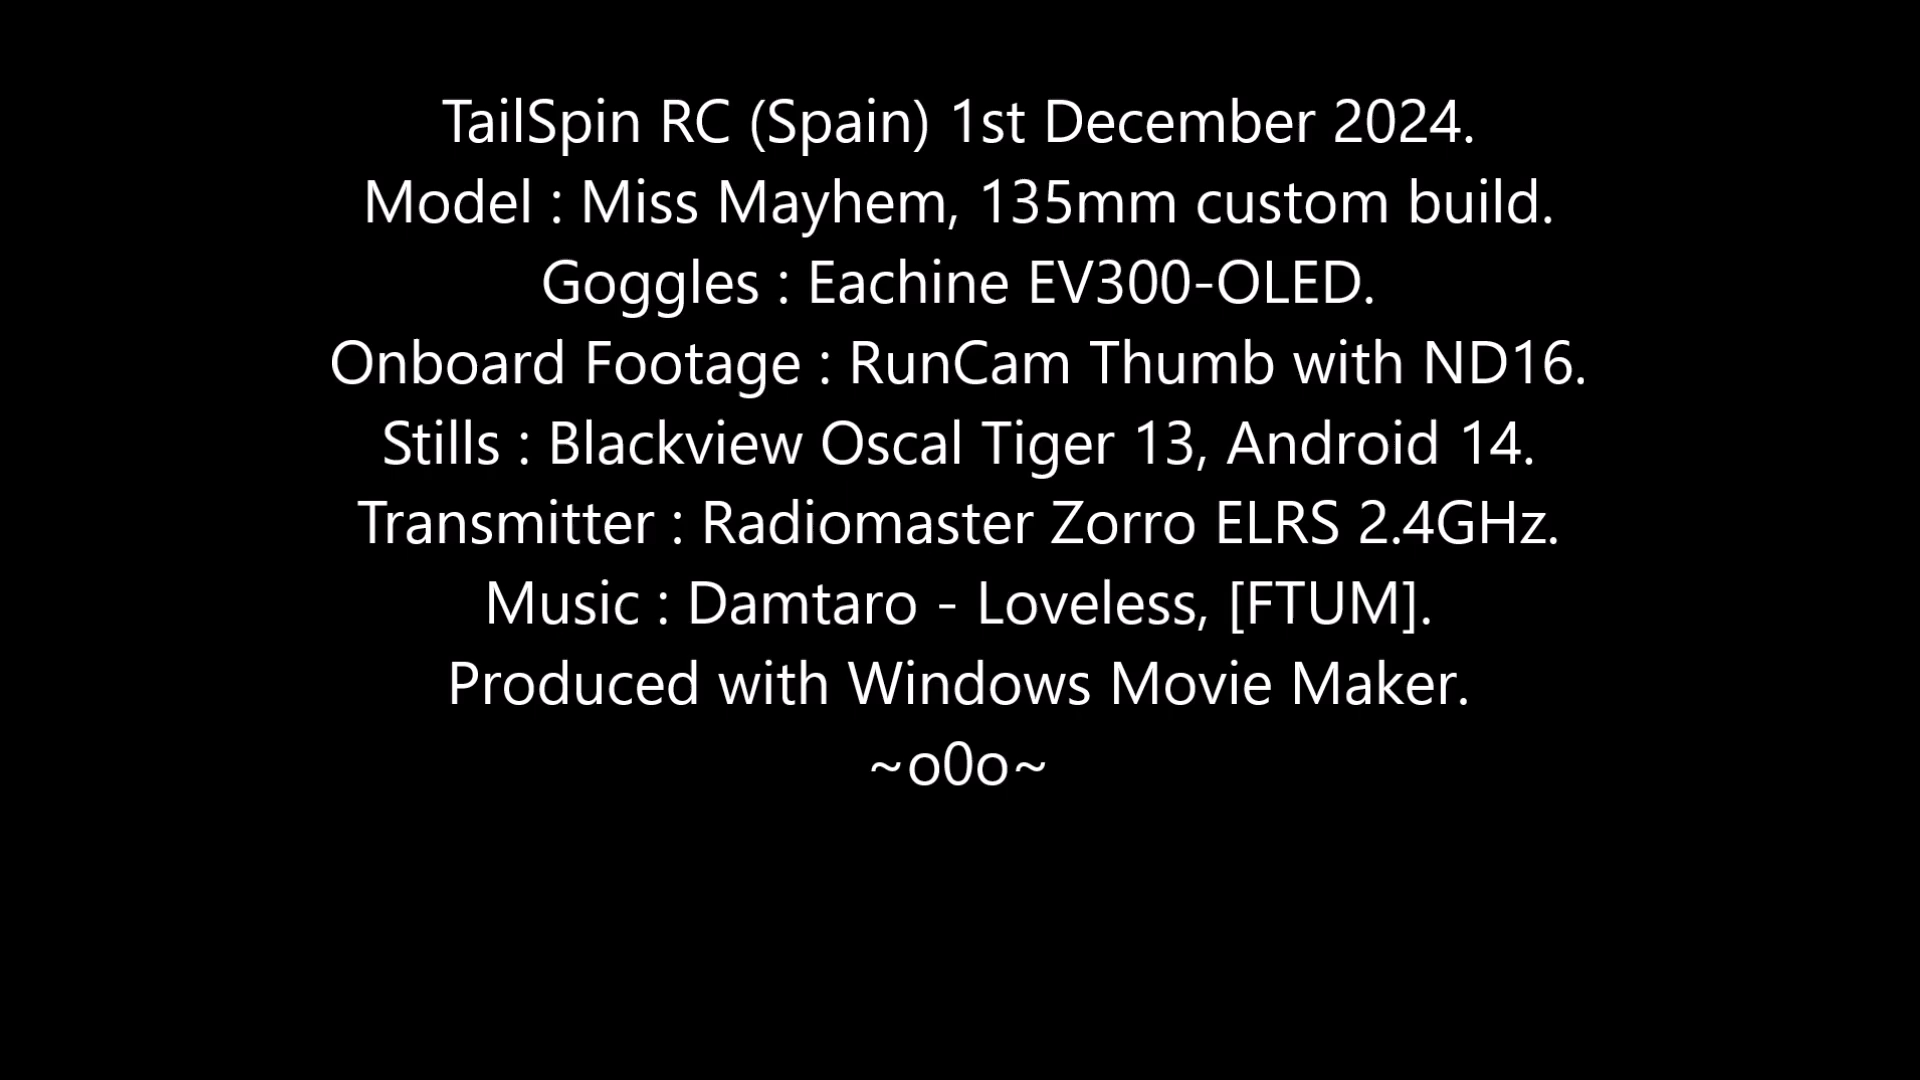 TailSpin RC (Spain) 1st December 2024.
Model : Miss Mayhem, 135mm custom build.
Goggles : Eachine EV300-OLED.
Onboard Footage : RunCam Thumb with ND16.
Stills : Blackview Oscal Tiger 13, Android 14.
Transmitter : Radiomaster Zorro ELRS 2.4GHz.
Music : Damtaro - Loveless, [FTUM].
Produced with Windows Movie Maker.
~o0o~